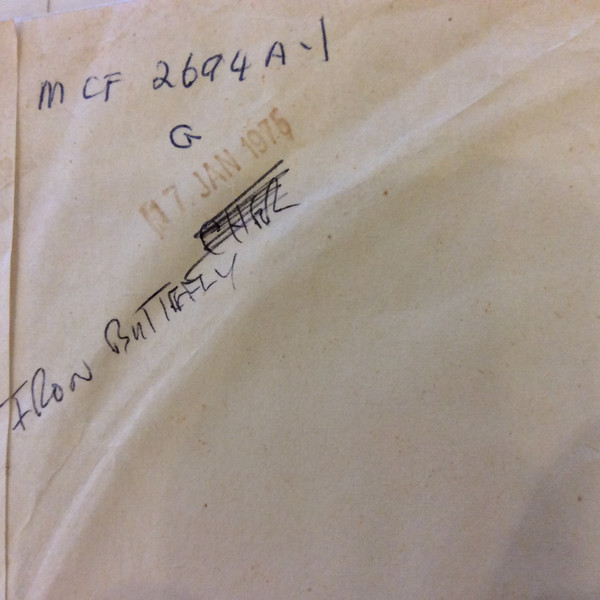 MCF 2694 A-1
G
17. JAN 1975
IRON BUTTERFLY